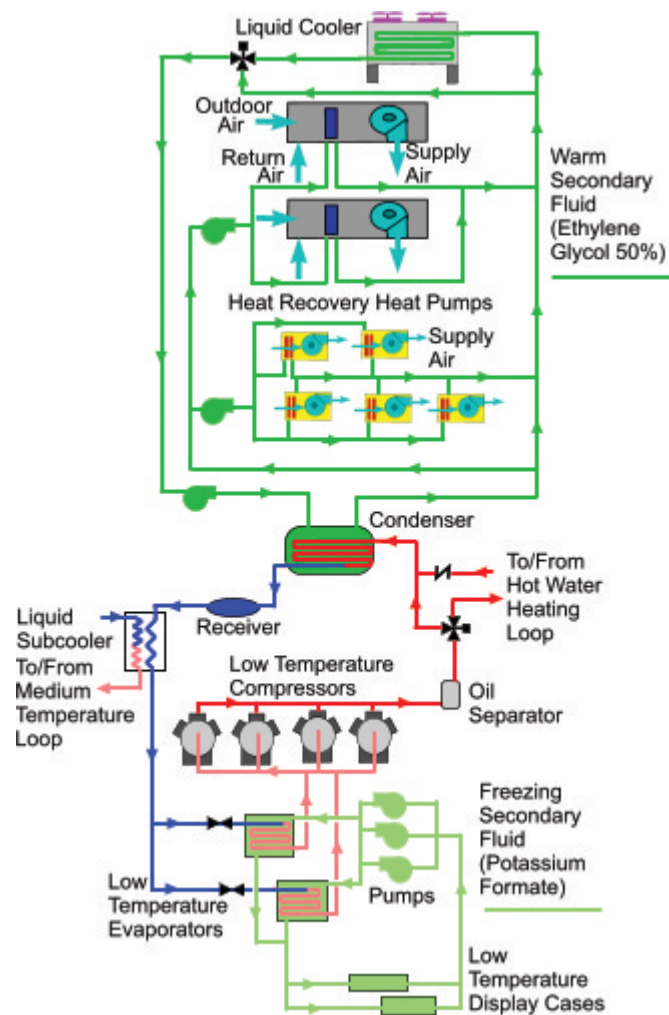 Liquid Cooler
Outdoor
Air
Return
Air
Supply
Air
Warm
Secondary
Fluid
(Ethylene
Glycol 50%)
Heat Recovery Heat Pumps
Supply
Air
Condenser
To/From
Hot Water
Heating
Loop
Receiver
Liquid
Subcooler
To/From
Medium
Temperature
Loop
Low Temperature
Compressors
Oil
Separator
Freezing
Secondary
Fluid
(Potassium
Formate)
Pumps
Low
Temperature
Evaporators
Low
Temperature
Display Cases